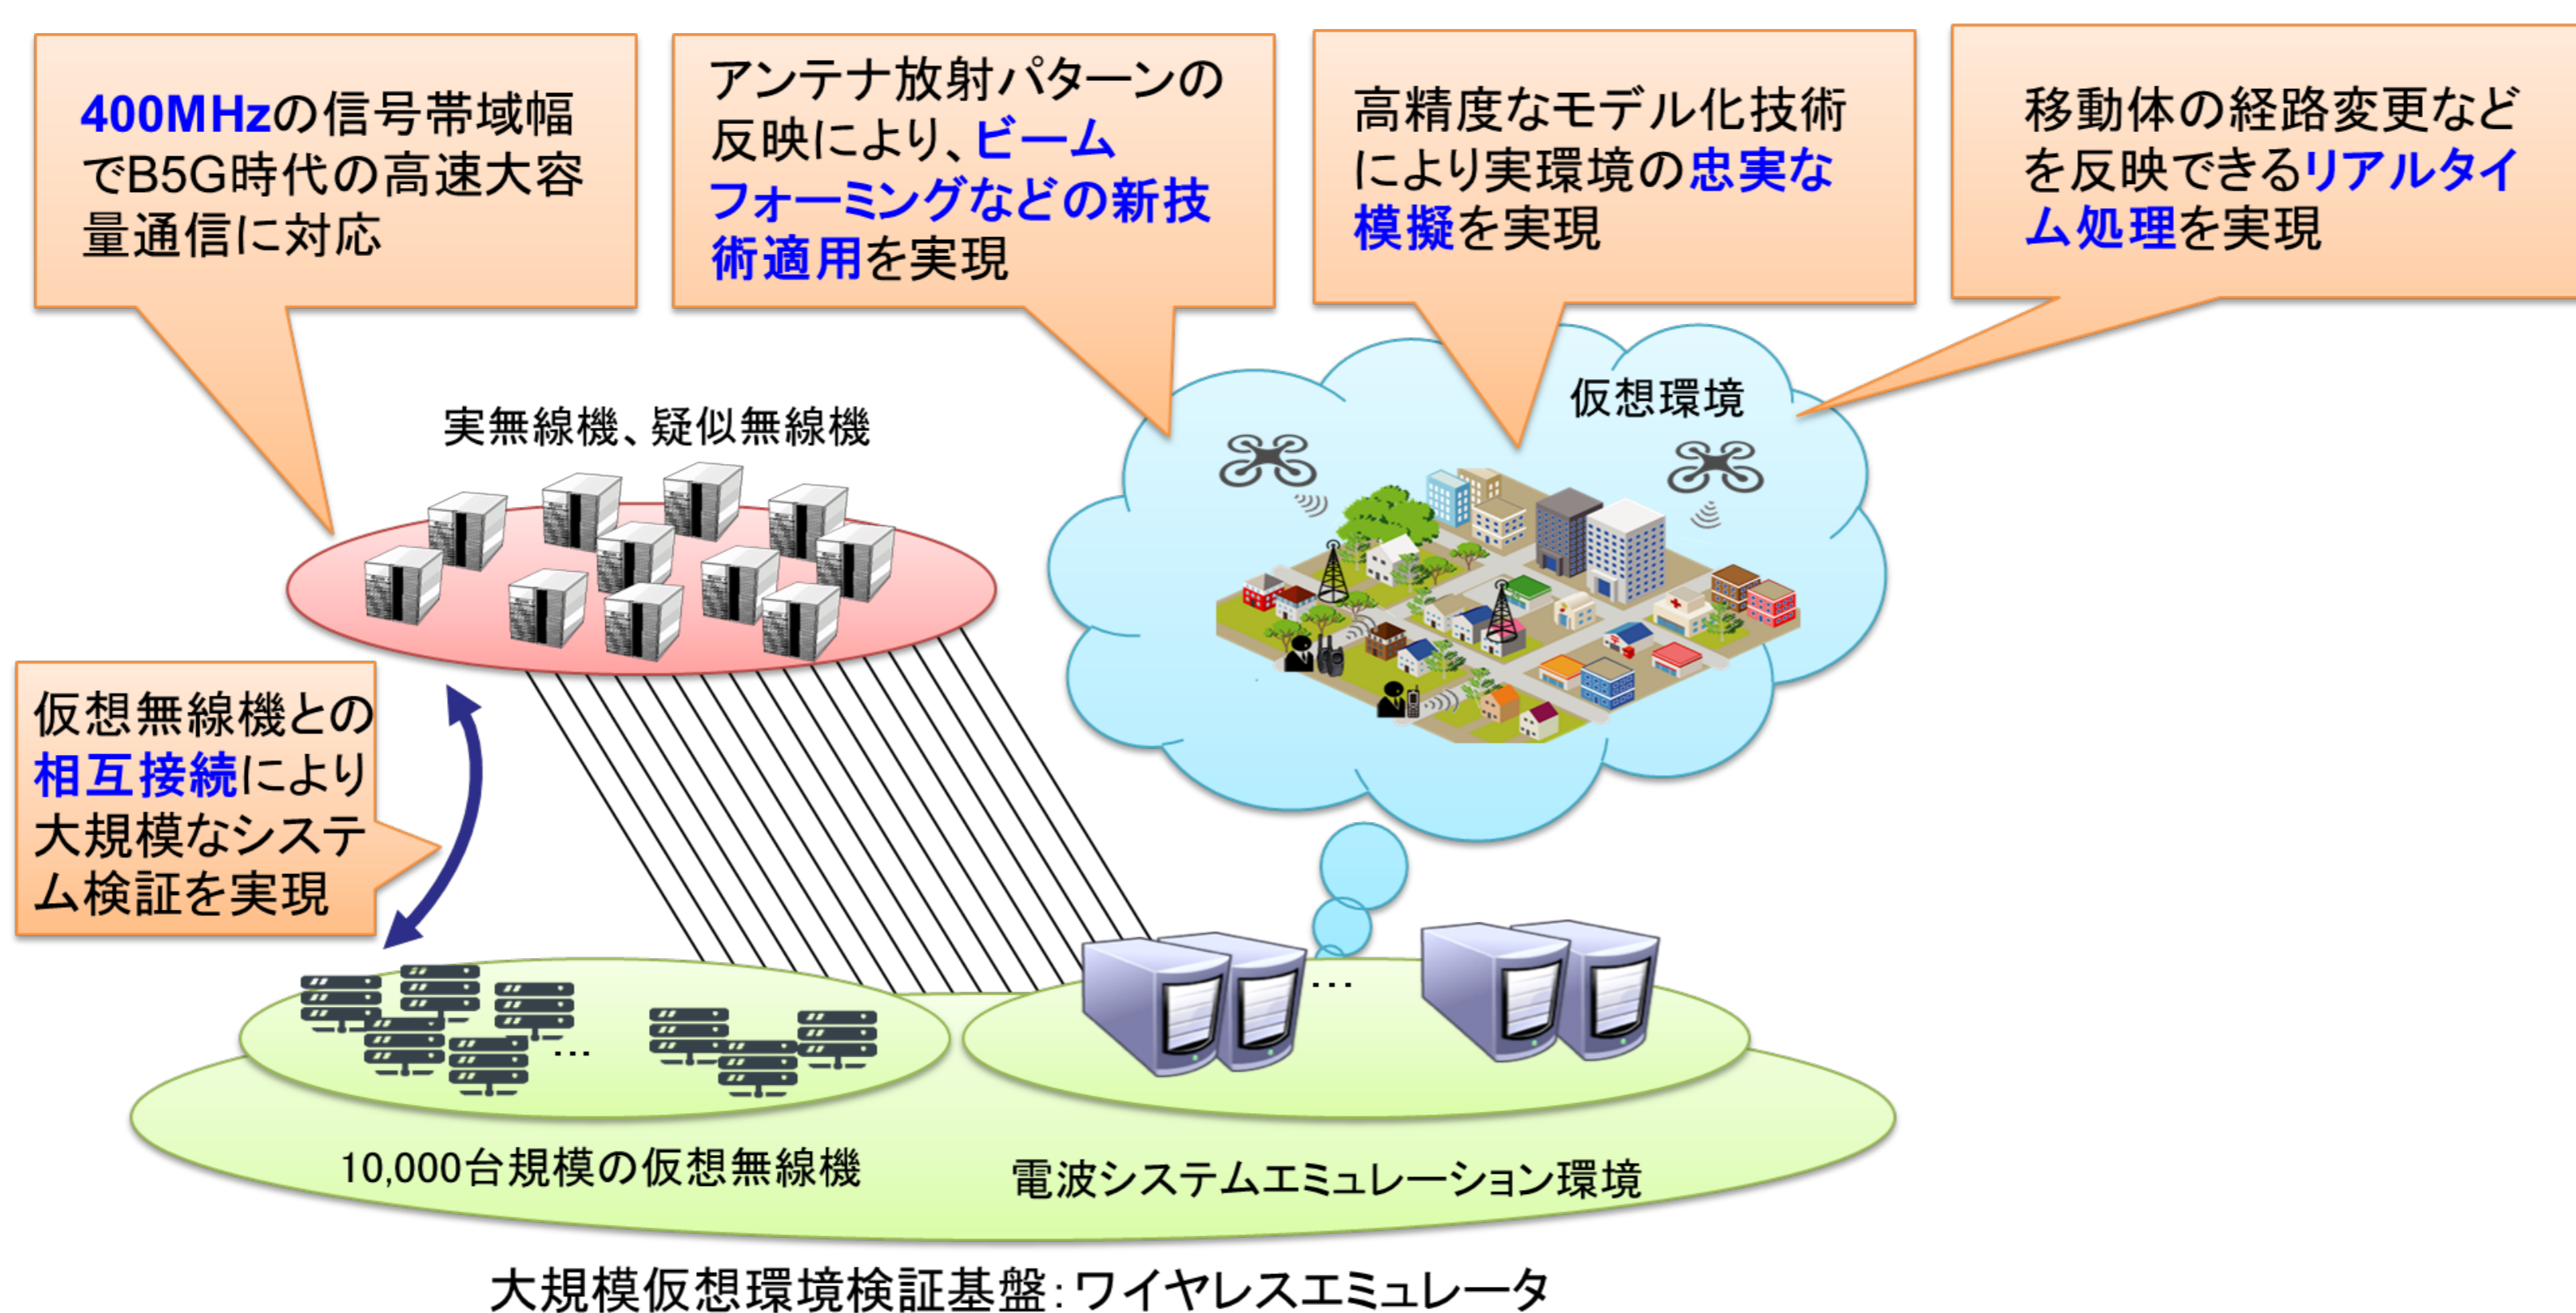 400MHzの信号帯域幅
でB5G時代の高速大容
量通信に対応
アンテナ放射パターンの
反映により、ビーム
フォーミングなどの新技
術適用を実現
高精度なモデル化技術
により実環境の忠実な
模擬を実現
移動体の経路変更など
を反映できるリアルタイ
ム処理を実現
実無線機、疑似無線機
仮想環境
仮想無線機との
相互接続により
大規模なシステ
ム検証を実現
...
...
10,000台規模の仮想無線機
電波システムエミュレーション環境
大規模仮想環境検証基盤：ワイヤレスエミュレータ